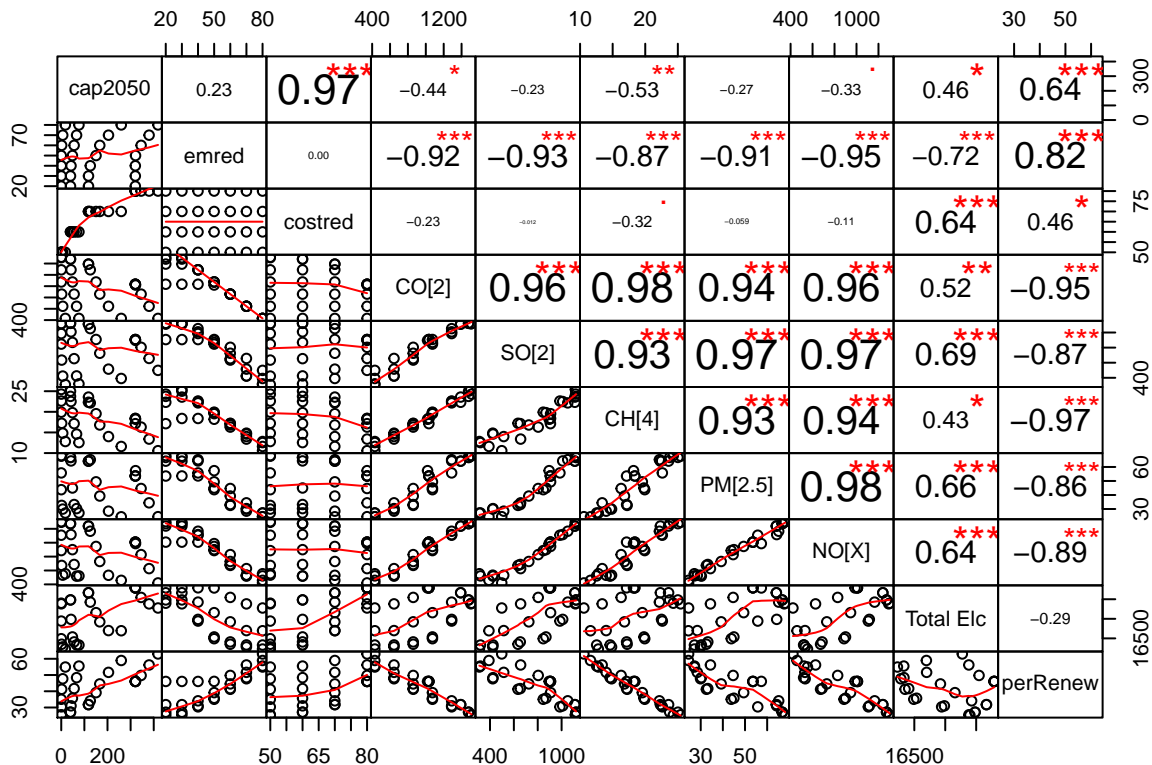 20 50 80 400 1200 10 20 400 1000 30 50
cap2050 0.23 0.97 *** −0.44 * −0.23 −0.53 ** −0.27 −0.33 . 0.46 * 0.64 *** 0 300
20 70 emred 0.00 −0.92 *** −0.93 *** −0.87 *** −0.91 *** −0.95 *** −0.72 *** 0.82 ***
costred −0.23 −0.012 −0.32 . −0.059 −0.11 0.64 *** 0.46 * 50 75
400 CO[2] 0.96 *** 0.98 *** 0.94 *** 0.96 *** 0.52 ** −0.95 ***
SO[2] 0.93 *** 0.97 *** 0.97 *** 0.69 *** −0.87 *** 400
10 25 CH[4] 0.93 *** 0.94 *** 0.43 * −0.97 ***
PM[2.5] 0.98 *** 0.66 *** −0.86 *** 30 60
400 NO[X] 0.64 *** −0.89 ***
Total Elc −0.29 16500
30 60 perRenew
0 200 50 65 80 400 1000 30 50 16500